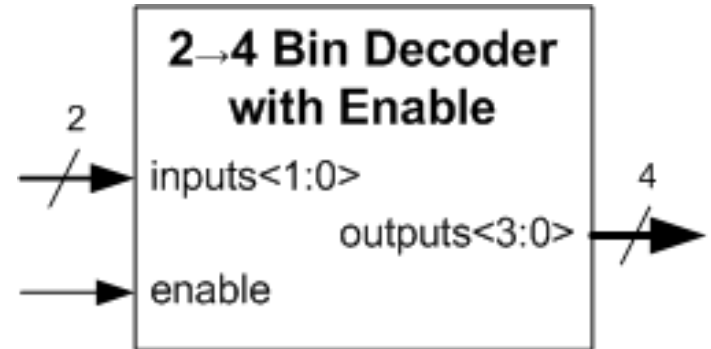 2→4 Bin Decoder
with Enable
2
inputs<1:0>
4
outputs<3:0>
enable